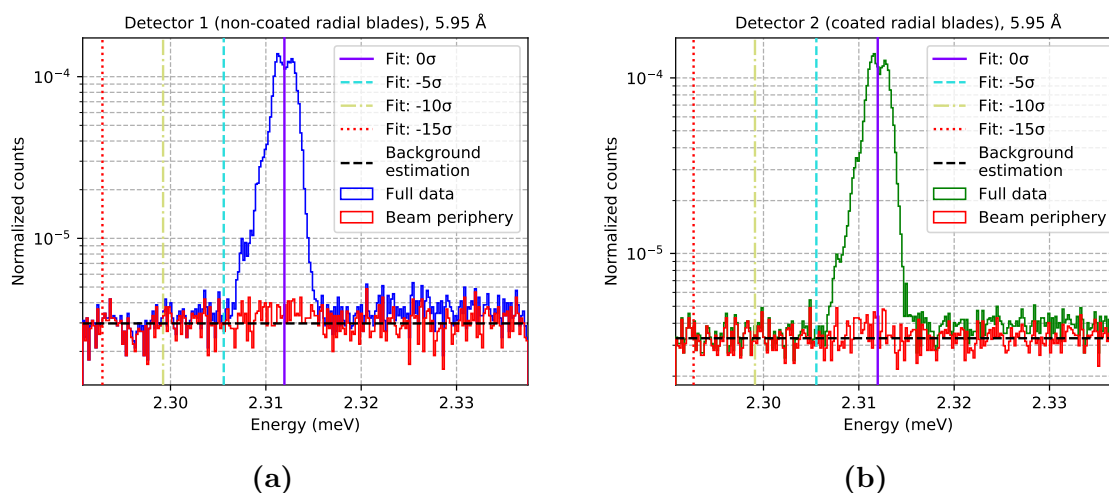 Detector 1 (non-coated radial blades), 5.95 Å
Normalized counts
10⁻⁴
10⁻⁵
Fit: 0σ
Fit: -5σ
Fit: -10σ
Fit: -15σ
Background
estimation
Full data
Beam periphery
2.30
2.31
2.32
2.33
Energy (meV)
(a)
Detector 2 (coated radial blades), 5.95 Å
Normalized counts
10⁻⁴
10⁻⁵
Fit: 0σ
Fit: -5σ
Fit: -10σ
Fit: -15σ
Background
estimation
Full data
Beam periphery
2.30
2.31
2.32
2.33
Energy (meV)
(b)